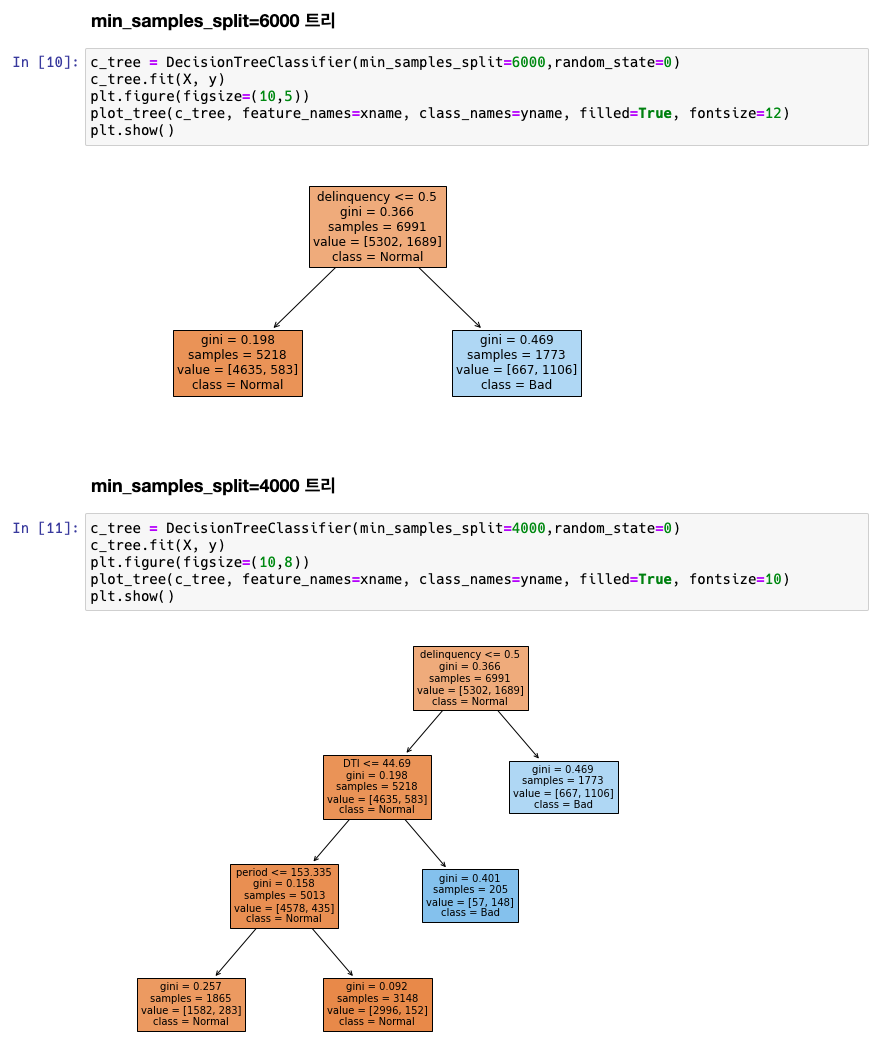 min_samples_split=6000 트리
In [10]: c_tree = DecisionTreeClassifier(min_samples_split=6000,random_state=0)
c_tree.fit(X, y)
plt.figure(figsize=(10,5))
plot_tree(c_tree, feature_names=xname, class_names=yname, filled=True, fontsize=12)
plt.show()
delinquency <= 0.5
gini = 0.366
samples = 6991
value = [5302, 1689]
class = Normal
gini = 0.198
samples = 5218
value = [4635, 583]
class = Normal
gini = 0.469
samples = 1773
value = [667, 1106]
class = Bad
min_samples_split=4000 트리
In [11]: c_tree = DecisionTreeClassifier(min_samples_split=4000,random_state=0)
c_tree.fit(X, y)
plt.figure(figsize=(10,8))
plot_tree(c_tree, feature_names=xname, class_names=yname, filled=True, fontsize=10)
plt.show()
delinquency <= 0.5
gini = 0.366
samples = 6991
value = [5302, 1689]
class = Normal
DTI <= 44.69
gini = 0.198
samples = 5218
value = [4635, 583]
class = Normal
gini = 0.469
samples = 1773
value = [667, 1106]
class = Bad
period <= 153.335
gini = 0.158
samples = 5013
value = [4578, 435]
class = Normal
gini = 0.401
samples = 205
value = [57, 148]
class = Bad
gini = 0.257
samples = 1865
value = [1582, 283]
class = Normal
gini = 0.092
samples = 3148
value = [2996, 152]
class = Normal